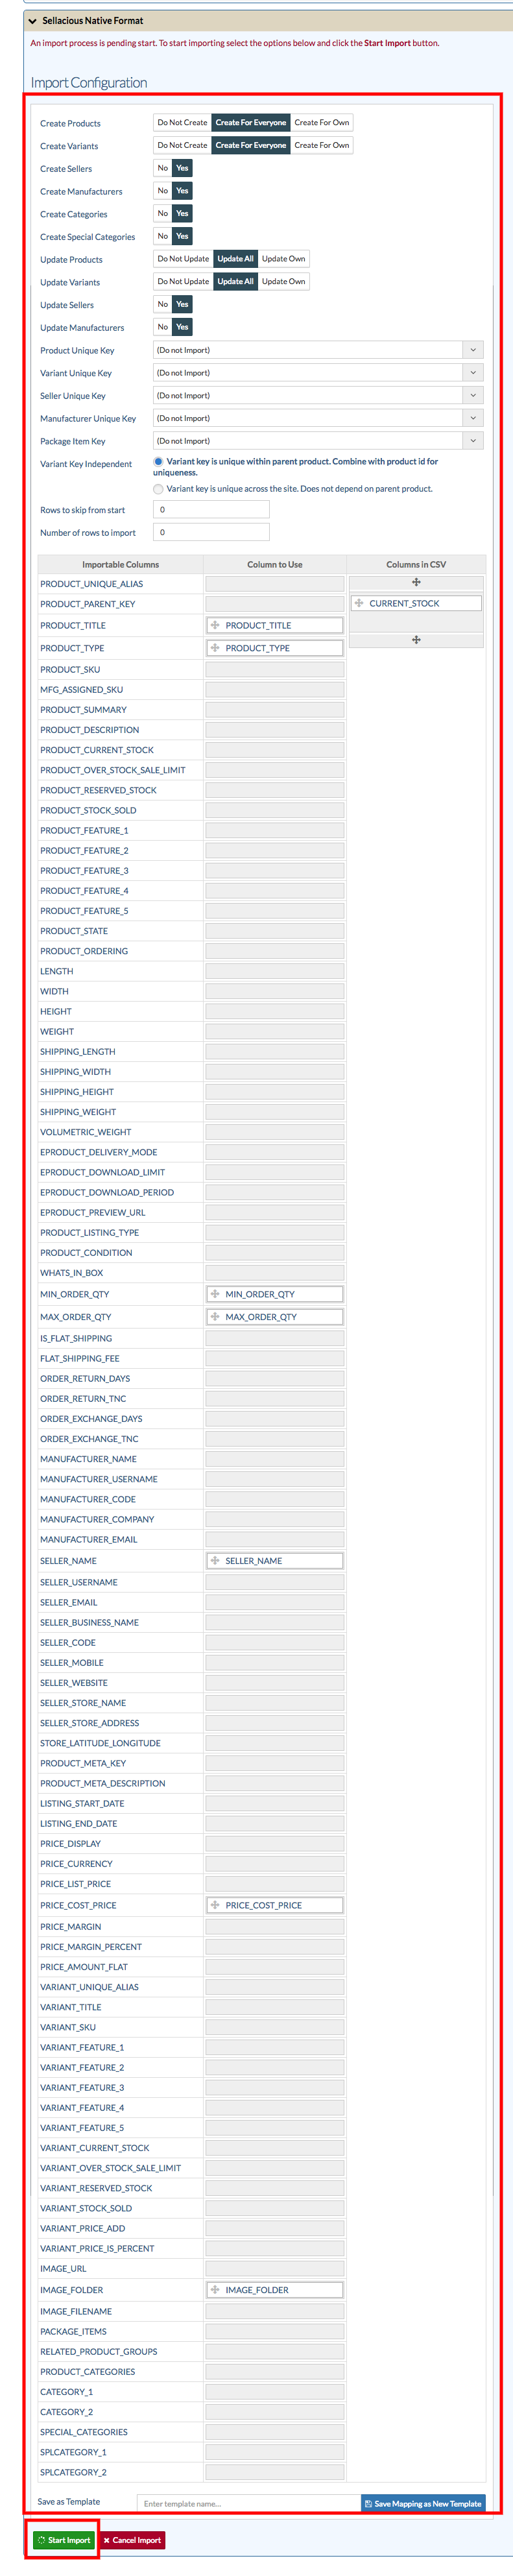 Sellacious Native Format
An import process is pending start. To start importing select the options below and click the Start Import button.
Import Configuration
Create Products Do Not Create Create For Everyone Create For Own
Create Variants Do Not Create Create For Everyone Create For Own
Create Sellers No Yes
Create Manufacturers No Yes
Create Categories No Yes
Create Special Categories No Yes
Update Products Do Not Update Update All Update Own
Update Variants Do Not Update Update All Update Own
Update Sellers No Yes
Update Manufacturers No Yes
Product Unique Key (Do not Import)
Variant Unique Key (Do not Import)
Seller Unique Key (Do not Import)
Manufacturer Unique Key (Do not Import)
Package Item Key (Do not Import)
Variant Key Independent Variant key is unique within parent product. Combine with product id for
uniqueness.
Variant key is unique across the site. Does not depend on parent product.
Rows to skip from start 0
Number of rows to import 0
Importable Columns Column to Use Columns in CSV
PRODUCT_UNIQUE_ALIAS
PRODUCT_PARENT_KEY CURRENT_STOCK
PRODUCT_TITLE PRODUCT_TITLE
PRODUCT_TYPE PRODUCT_TYPE
PRODUCT_SKU
MFG_ASSIGNED_SKU
PRODUCT_SUMMARY
PRODUCT_DESCRIPTION
PRODUCT_CURRENT_STOCK
PRODUCT_OVER_STOCK_SALE_LIMIT
PRODUCT_RESERVED_STOCK
PRODUCT_STOCK_SOLD
PRODUCT_FEATURE_1
PRODUCT_FEATURE_2
PRODUCT_FEATURE_3
PRODUCT_FEATURE_4
PRODUCT_FEATURE_5
PRODUCT_STATE
PRODUCT_ORDERING
LENGTH
WIDTH
HEIGHT
WEIGHT
SHIPPING_LENGTH
SHIPPING_WIDTH
SHIPPING_HEIGHT
SHIPPING_WEIGHT
VOLUMETRIC_WEIGHT
EPRODUCT_DELIVERY_MODE
EPRODUCT_DOWNLOAD_LIMIT
EPRODUCT_DOWNLOAD_PERIOD
EPRODUCT_PREVIEW_URL
PRODUCT_LISTING_TYPE
PRODUCT_CONDITION
WHATS_IN_BOX
MIN_ORDER_QTY MIN_ORDER_QTY
MAX_ORDER_QTY MAX_ORDER_QTY
IS_FLAT_SHIPPING
FLAT_SHIPPING_FEE
ORDER_RETURN_DAYS
ORDER_RETURN_TNC
ORDER_EXCHANGE_DAYS
ORDER_EXCHANGE_TNC
MANUFACTURER_NAME
MANUFACTURER_USERNAME
MANUFACTURER_CODE
MANUFACTURER_COMPANY
MANUFACTURER_EMAIL
SELLER_NAME SELLER_NAME
SELLER_USERNAME
SELLER_EMAIL
SELLER_BUSINESS_NAME
SELLER_CODE
SELLER_MOBILE
SELLER_WEBSITE
SELLER_STORE_NAME
SELLER_STORE_ADDRESS
STORE_LATITUDE_LONGITUDE
PRODUCT_META_KEY
PRODUCT_META_DESCRIPTION
LISTING_START_DATE
LISTING_END_DATE
PRICE_DISPLAY
PRICE_CURRENCY
PRICE_LIST_PRICE
PRICE_COST_PRICE PRICE_COST_PRICE
PRICE_MARGIN
PRICE_MARGIN_PERCENT
PRICE_AMOUNT_FLAT
VARIANT_UNIQUE_ALIAS
VARIANT_TITLE
VARIANT_SKU
VARIANT_FEATURE_1
VARIANT_FEATURE_2
VARIANT_FEATURE_3
VARIANT_FEATURE_4
VARIANT_FEATURE_5
VARIANT_CURRENT_STOCK
VARIANT_OVER_STOCK_SALE_LIMIT
VARIANT_RESERVED_STOCK
VARIANT_STOCK_SOLD
VARIANT_PRICE_ADD
VARIANT_PRICE_IS_PERCENT
IMAGE_URL
IMAGE_FOLDER IMAGE_FOLDER
IMAGE_FILENAME
PACKAGE_ITEMS
RELATED_PRODUCT_GROUPS
PRODUCT_CATEGORIES
CATEGORY_1
CATEGORY_2
SPECIAL_CATEGORIES
SPLCATEGORY_1
SPLCATEGORY_2
Save as Template Enter template name... Save Mapping as New Template
Start Import Cancel Import